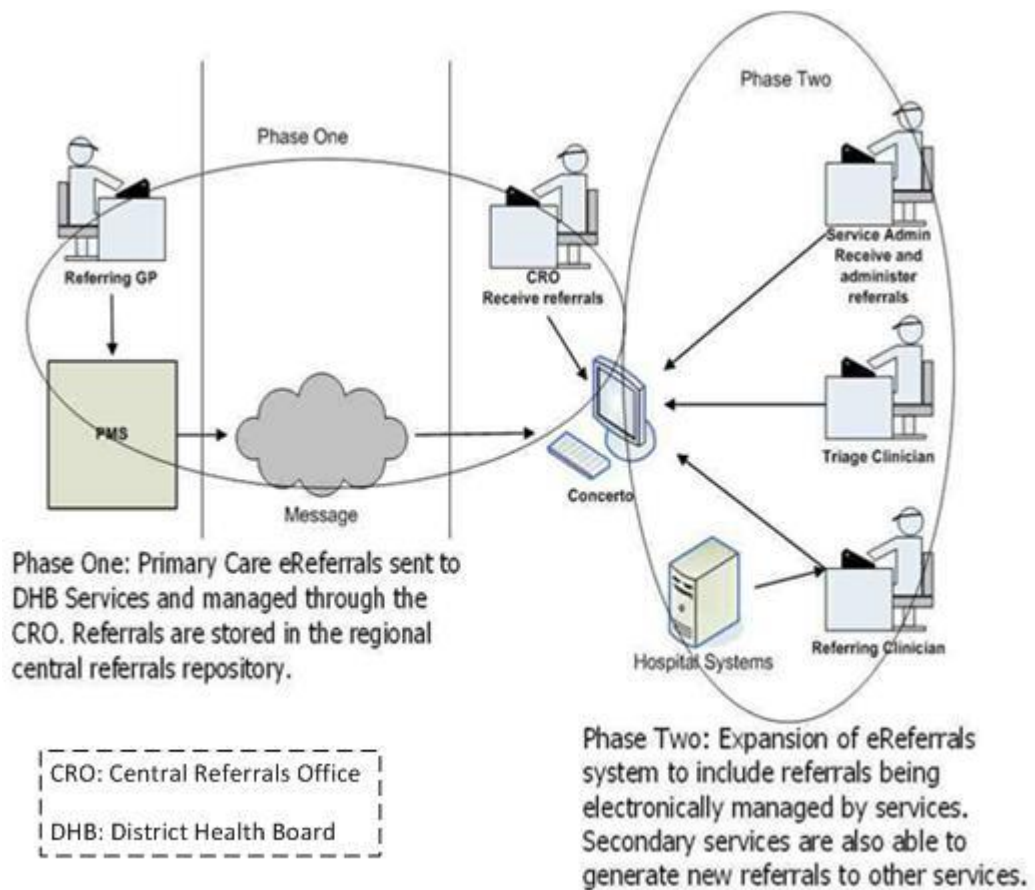 Phase One
Phase Two
Referring GP
CRO
Receive referrals
Service Admin
Receive and
administer
referrals
PMS
Message
Concerto
Triage Clinician
Hospital Systems
Referring Clinician
Phase One: Primary Care eReferrals sent to
DHB Services and managed through the
CRO. Referrals are stored in the regional
central referrals repository.
CRO: Central Referrals Office
DHB: District Health Board
Phase Two: Expansion of eReferrals
system to include referrals being
electronically managed by services.
Secondary services are also able to
generate new referrals to other services.